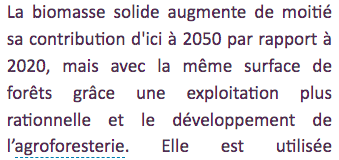 La biomasse solide augmente de moitié
sa contribution d'ici à 2050 par rapport à
2020, mais avec la même surface de
forêts grâce une exploitation plus
rationnelle et le développement de
l'agroforesterie. Elle est utilisée